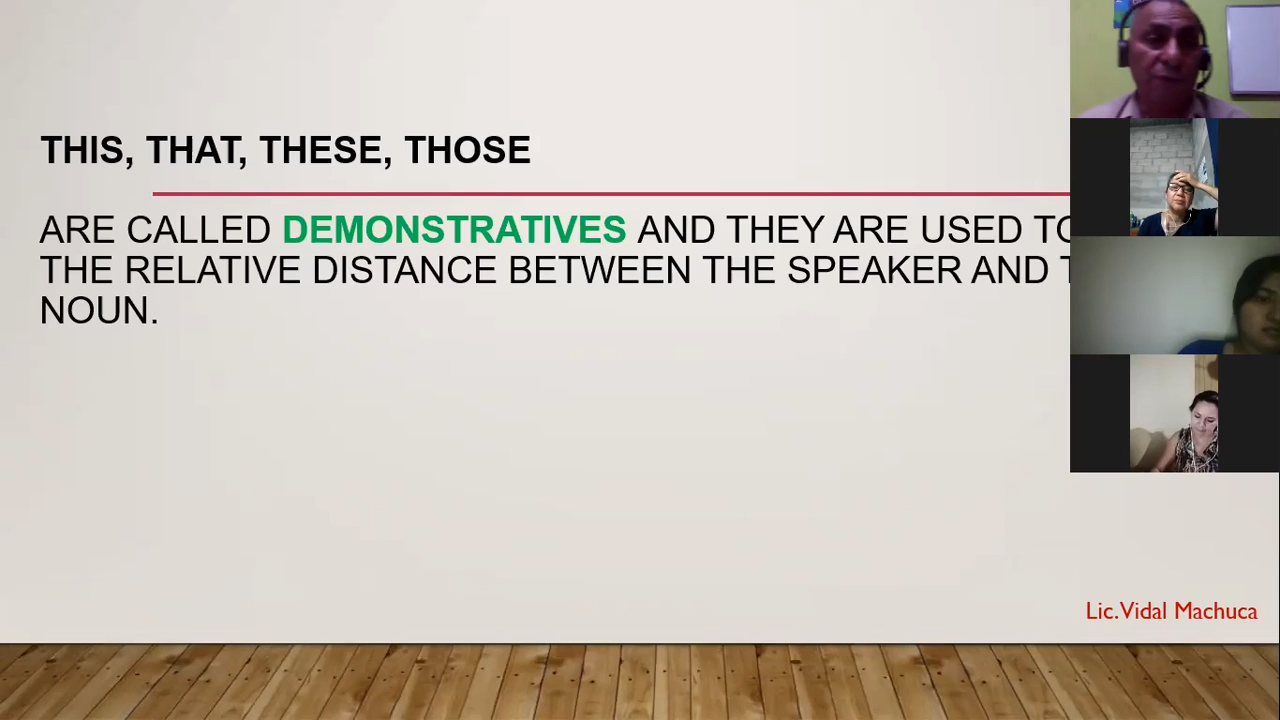 THIS, THAT, THESE, THOSE
ARE CALLED DEMONSTRATIVES AND THEY ARE USED
THE RELATIVE DISTANCE BETWEEN THE SPEAKER AND
NOUN.
Lic. Vidal Machuca